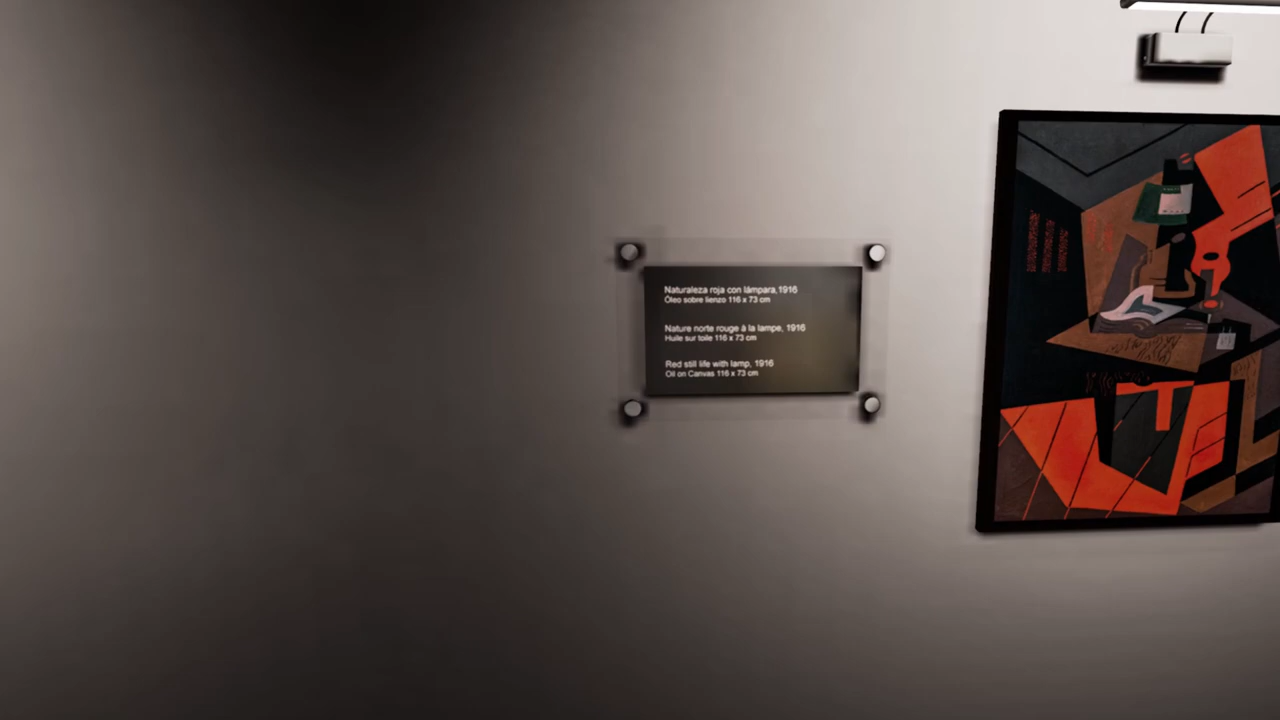 Naturaleza roja con lámpara,1916
Óleo sobre lienzo 116 x 73 cm
Nature norte rouge à la lampe, 1916
Huile sur toile 116 x 73 cm
Red still life with lamp, 1916
Oil on Canvas 116 x 73 cm